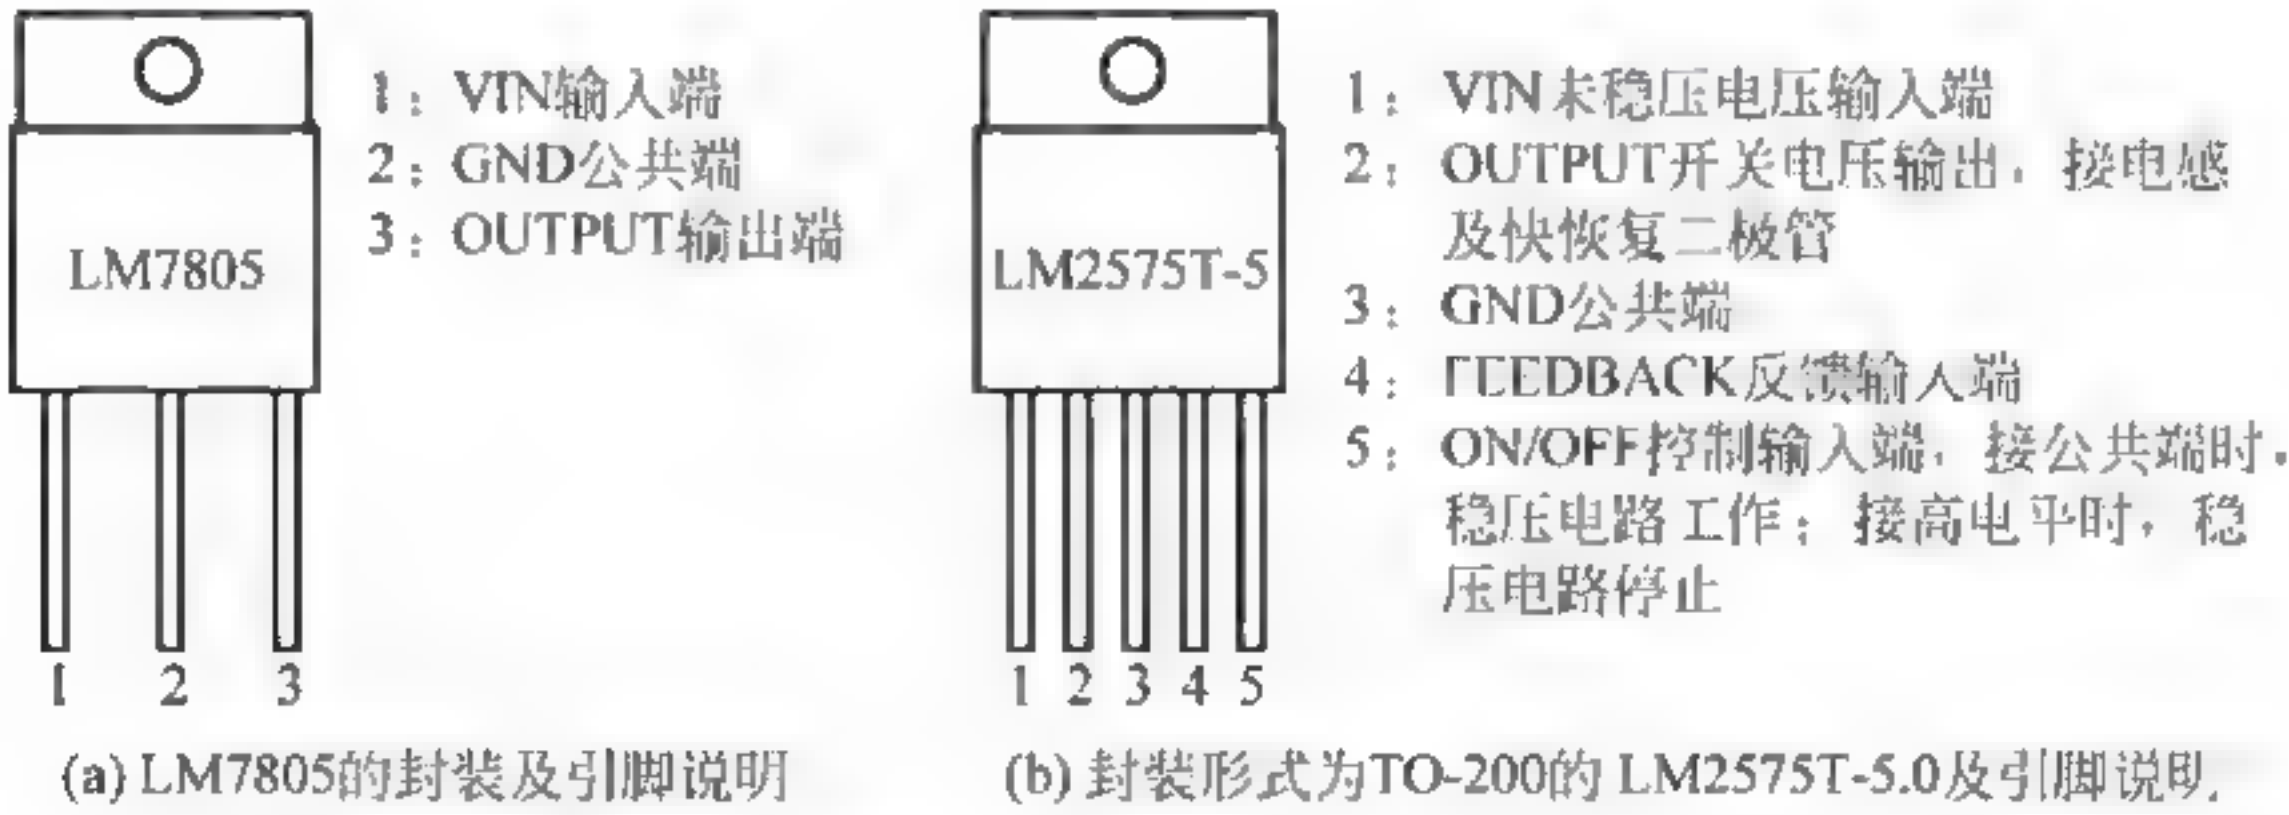 LM7805
1：VIN输入端
2：GND公共端
3：OUTPUT输出端
1 2 3
(a) LM7805的封装及引脚说明
LM2575T-5
1：VIN未稳压电压输入端
2：OUTPUT开关电压输出，接电感
及快恢复二极管
3：GND公共端
4：FEEDBACK反馈输入端
5：ON/OFF控制输入端，接公共端时，
稳压电路工作；接高电平时，稳
压电路停止
1 2 3 4 5
(b) 封装形式为TO-200的 LM2575T-5.0及引脚说明